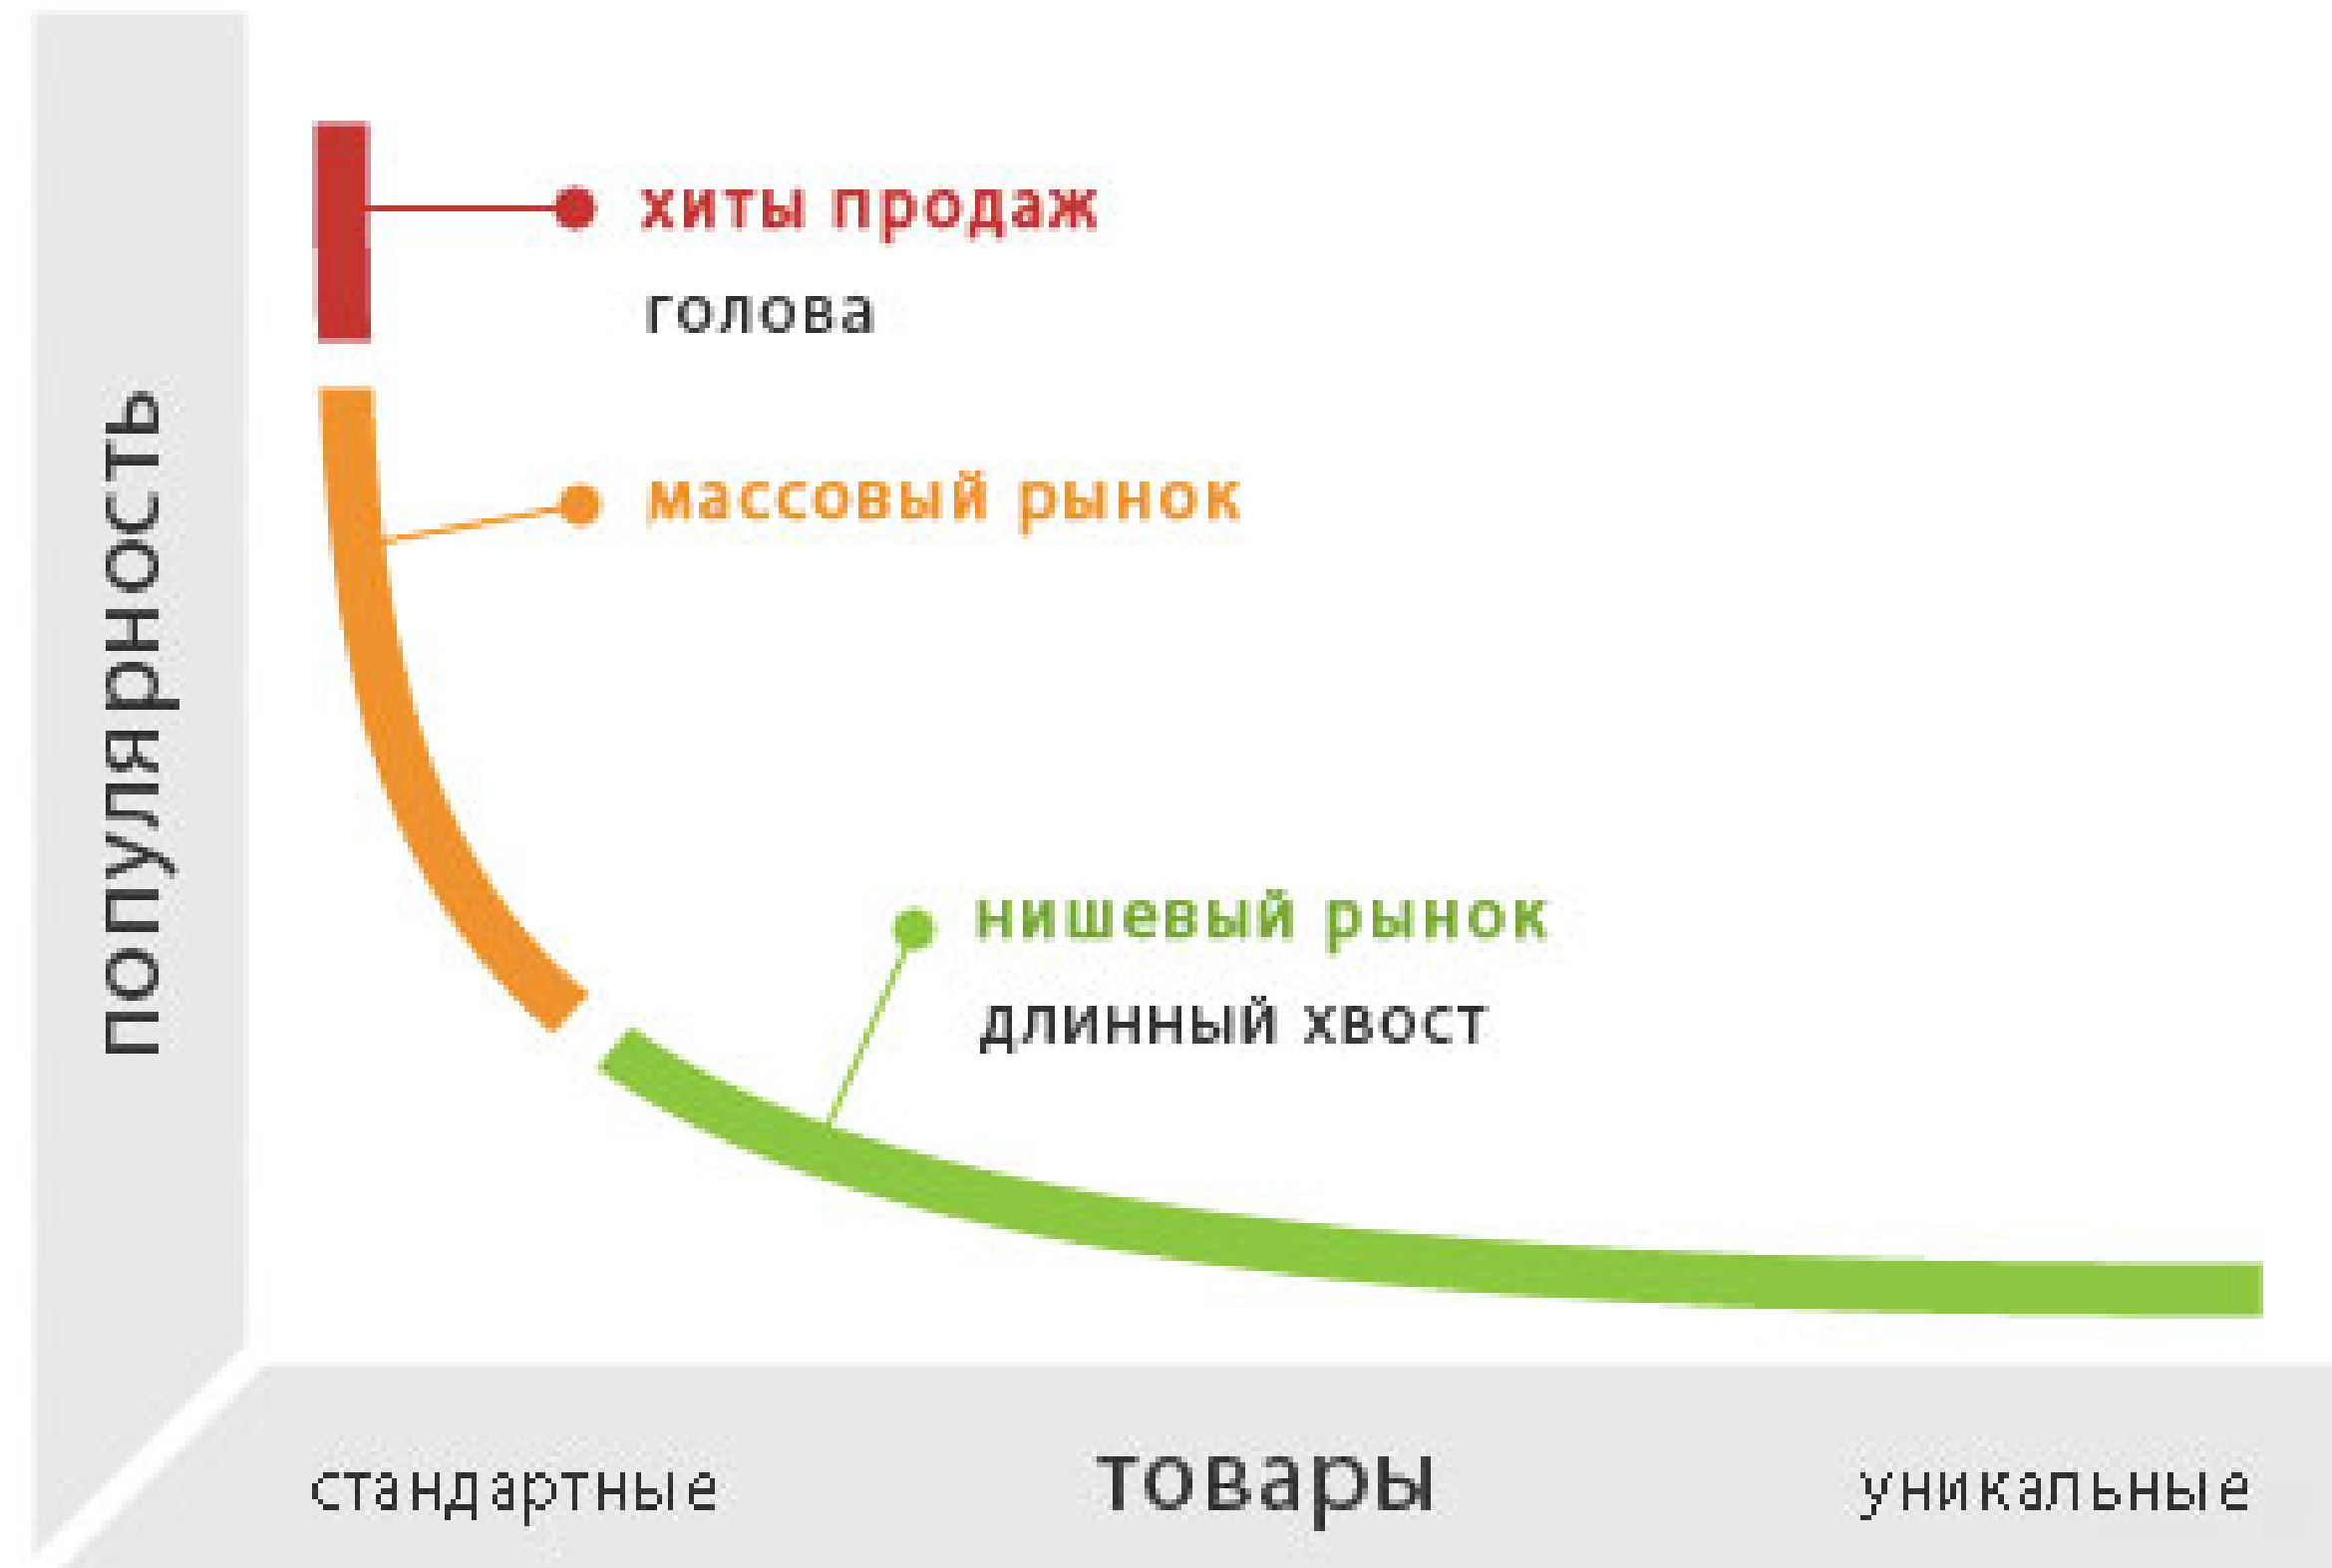 популярность
хиты продаж
голова
массовый рынок
нишевый рынок
длинный хвост
стандартные
товары
уникальные